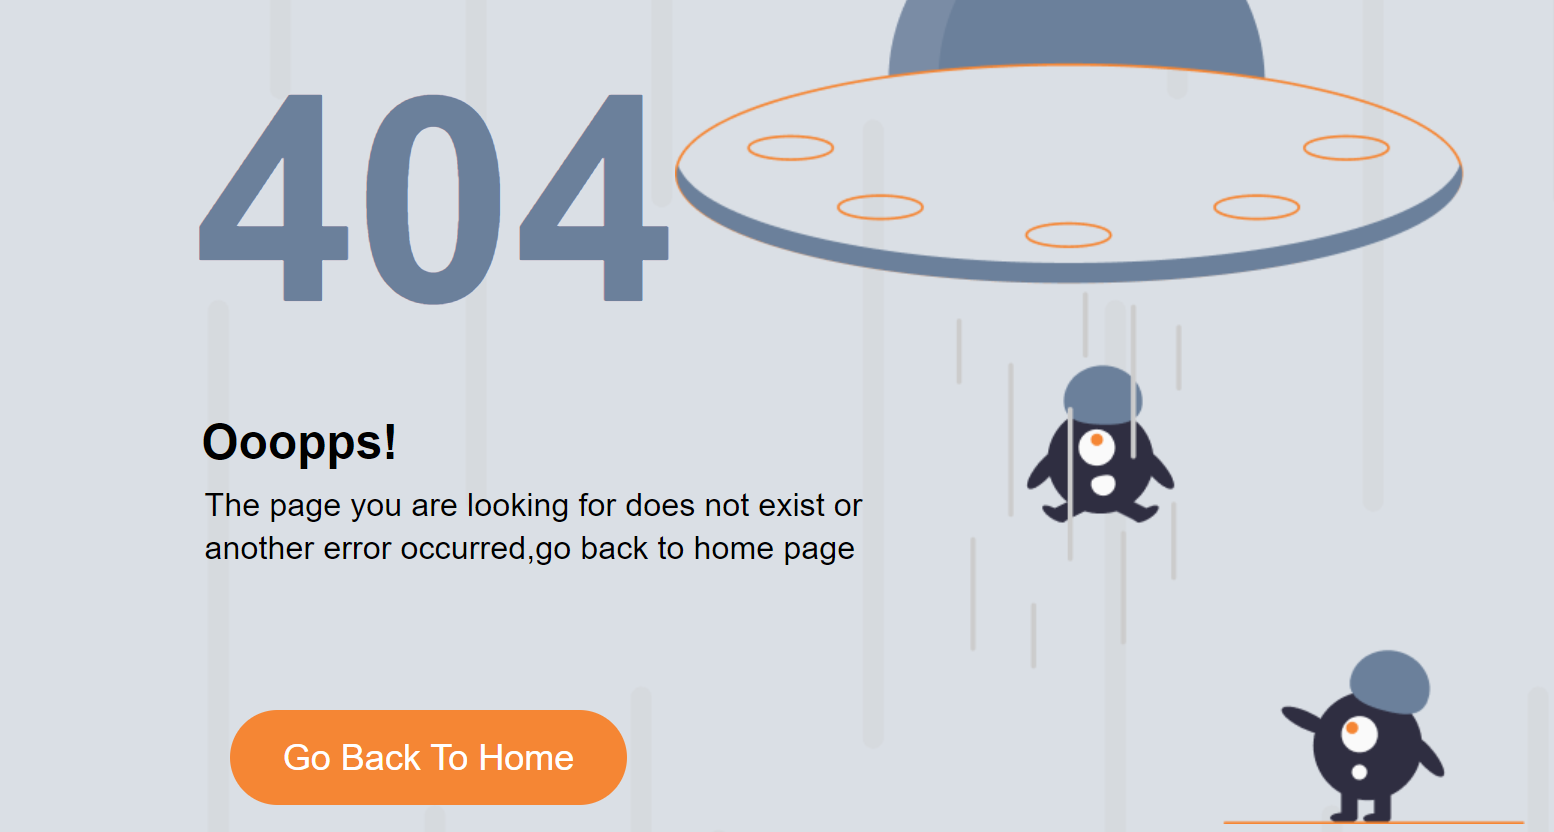 404
Ooopps!
The page you are looking for does not exist or
another error occurred,go back to home page
Go Back To Home